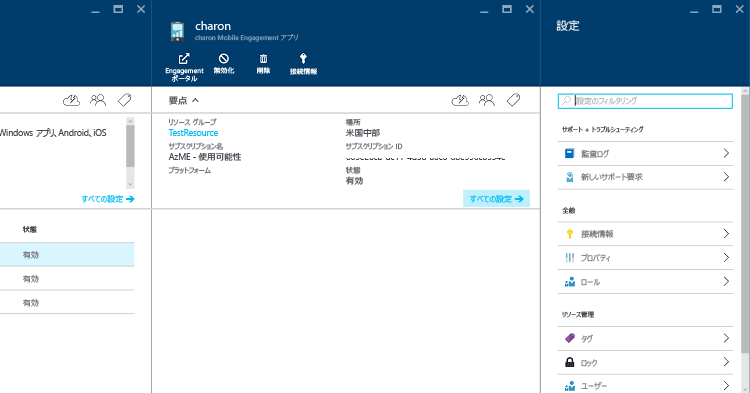 Windows アプリ、Android、iOS
すべての設定
状態
有効
有効
有効
charon
charon Mobile Engagement アプリ
Engagement
ポータル
無効化
削除
接続情報
要点
リソース グループ
TestResource
サブスクリプション名
AzME - 使用可能性
プラットフォーム
場所
米国中部
サブスクリプション ID
状態
有効
すべての設定
設定
設定のフィルタリング
サポート + トラブルシューティング
監査ログ
新しいサポート要求
全般
接続情報
プロパティ
ロール
リソース管理
タグ
ロック
ユーザー